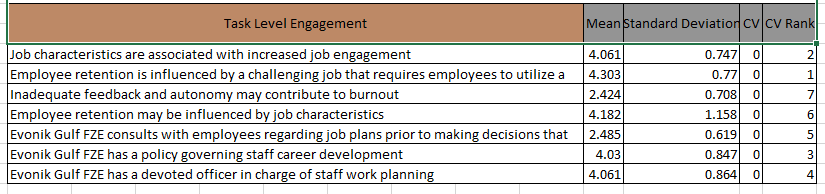 Task Level Engagement Mean Standard Deviation CV CV Rank
Job characteristics are associated with increased job engagement 4.061 0.747 0 2
Employee retention is influenced by a challenging job that requires employees to utilize a 4.303 0.77 0 1
Inadequate feedback and autonomy may contribute to burnout 2.424 0.708 0 7
Employee retention may be influenced by job characteristics 4.182 1.158 0 6
Evonik Gulf FZE consults with employees regarding job plans prior to making decisions that 2.485 0.619 0 5
Evonik Gulf FZE has a policy governing staff career development 4.03 0.847 0 3
Evonik Gulf FZE has a devoted officer in charge of staff work planning 4.061 0.864 0 4